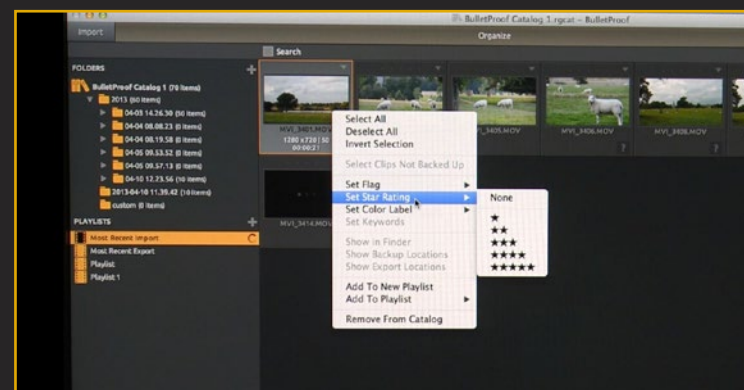 BulletProof Catalog 1.rgcat – BulletProof
Import
Organize
Search
FOLDERS
BulletProof Catalog 1 (70 Items)
2013 (60 Items)
04-03 14.26.30 (50 Items)
04-04 08.08.23 (0 Items)
04-04 08.19.58 (0 Items)
04-05 09.53.52 (0 Items)
04-05 09.57.13 (0 Items)
04-10 12.23.56 (10 Items)
2013-04-10 11.39.42 (10 Items)
custom (0 Items)
PLAYLISTS
Most Recent Import
Most Recent Export
Playlist
Playlist 1
MVI_3401.MOV
1280 x 720 | 50
00:00:21
MVI_3405.MOV
MVI_3406.MOV
MVI_3408.MOV
?
?
MVI_3414.MOV
Select All
Deselect All
Invert Selection
Select Clips Not Backed Up
Set Flag
Set Star Rating
Set Color Label
Set Keywords
Show in Finder
Show Backup Locations
Show Export Locations
Add To New Playlist
Add To Playlist
Remove From Catalog
None
★
★★
★★★
★★★★
★★★★★